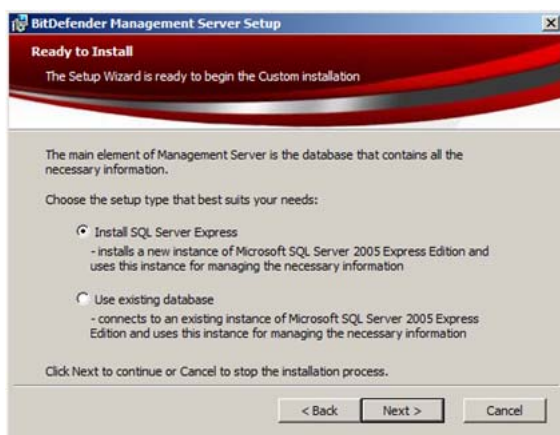 BitDefender Management Server Setup
Ready to Install
The Setup Wizard is ready to begin the Custom installation
The main element of Management Server is the database that contains all the
necessary information.
Choose the setup type that best suits your needs:
Install SQL Server Express
- installs a new instance of Microsoft SQL Server 2005 Express Edition and
uses this instance for managing the necessary information
Use existing database
- connects to an existing instance of Microsoft SQL Server 2005 Express
Edition and uses this instance for managing the necessary information
Click Next to continue or Cancel to stop the installation process.
< Back Next > Cancel